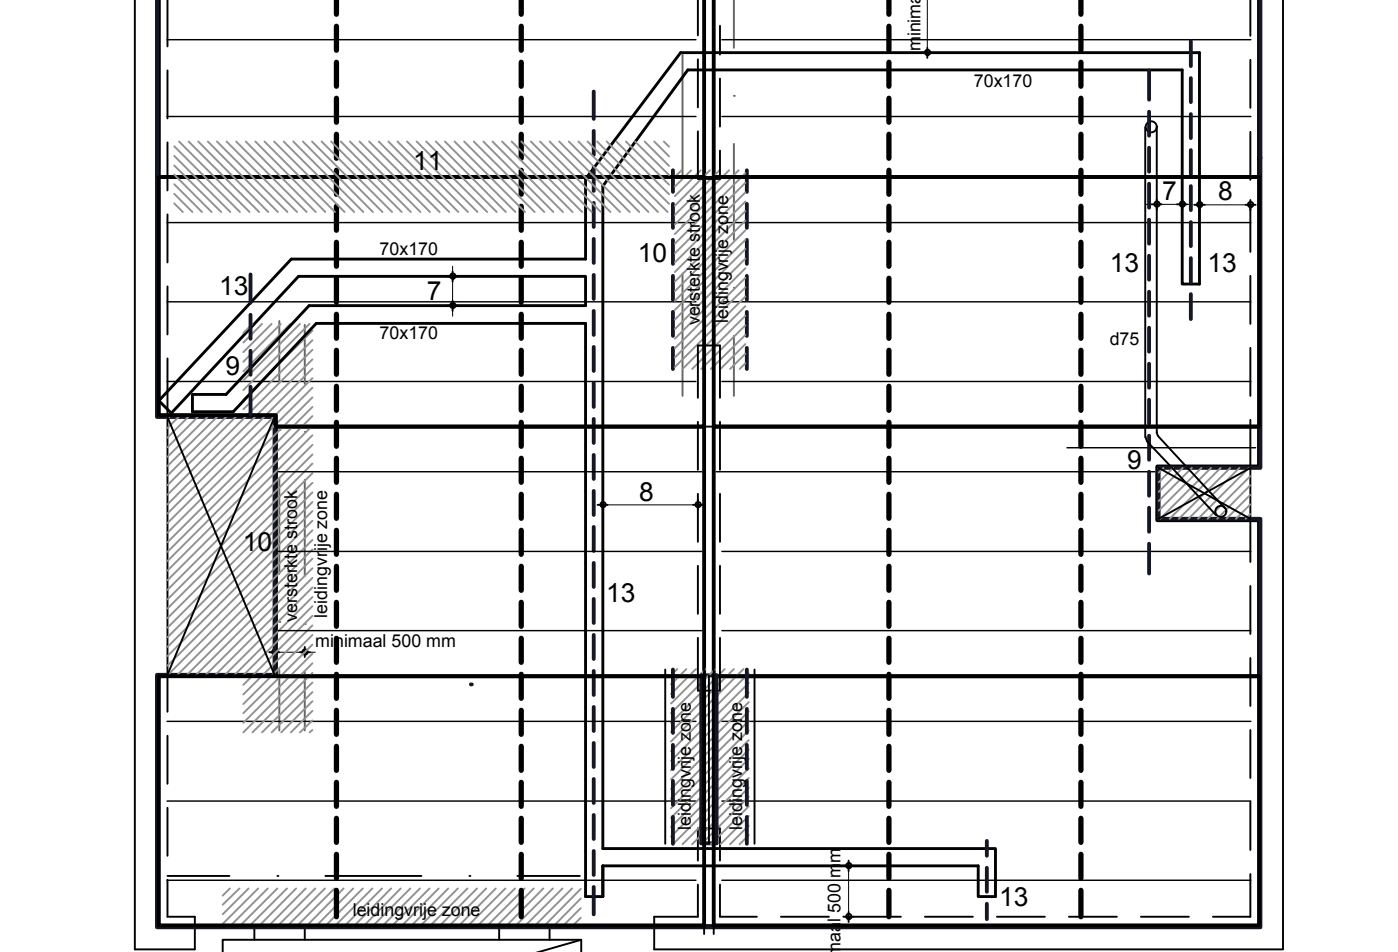 minima
70x170
11
7
8
versterkte strook
leidingvrije zone
10
70x170
13
13
13
7
70x170
d75
9
9
8
10
versterkte strook
leidingvrije zone
13
minimaal 500 mm
leidingvrije zone
leidingvrije zone
maal 500 mm
13
leidingvrije zone